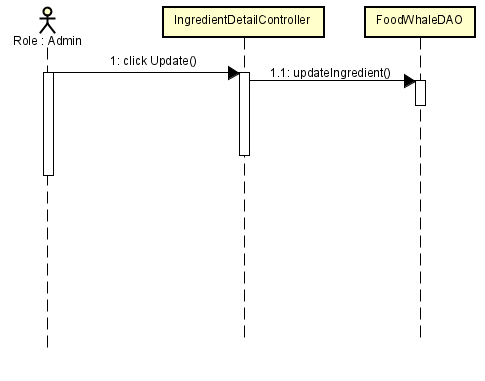 IngredientDetailController
FoodWhaleDAO
Role : Admin
1: click Update()
1.1: updateIngredient()